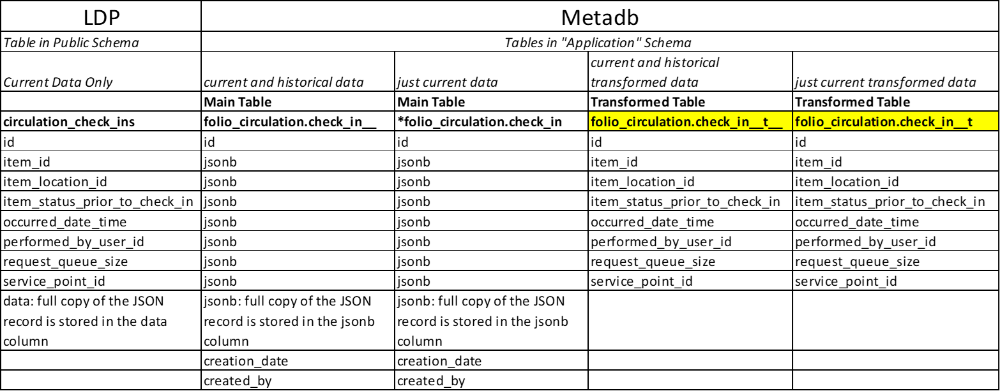 LDP Metadb
Table in Public Schema Tables in "Application" Schema
current and historical
Current Data Only current and historical data just current data transformed data just current transformed data
Main Table Main Table Transformed Table Transformed Table
circulation_check_ins folio_circulation.check_in__ *folio_circulation.check_in folio_circulation.check_in__t__ folio_circulation.check_in__t
id id id id id
item_id jsonb jsonb item_id item_id
item_location_id jsonb jsonb item_location_id item_location_id
item_status_prior_to_check_in jsonb jsonb item_status_prior_to_check_in item_status_prior_to_check_in
occurred_date_time jsonb jsonb occurred_date_time occurred_date_time
performed_by_user_id jsonb jsonb performed_by_user_id performed_by_user_id
request_queue_size jsonb jsonb request_queue_size request_queue_size
service_point_id jsonb jsonb service_point_id service_point_id
data: full copy of the JSON jsonb: full copy of the JSON jsonb: full copy of the JSON
record is stored in the data record is stored in the jsonb record is stored in the jsonb
column column column
creation_date creation_date
created_by created_by